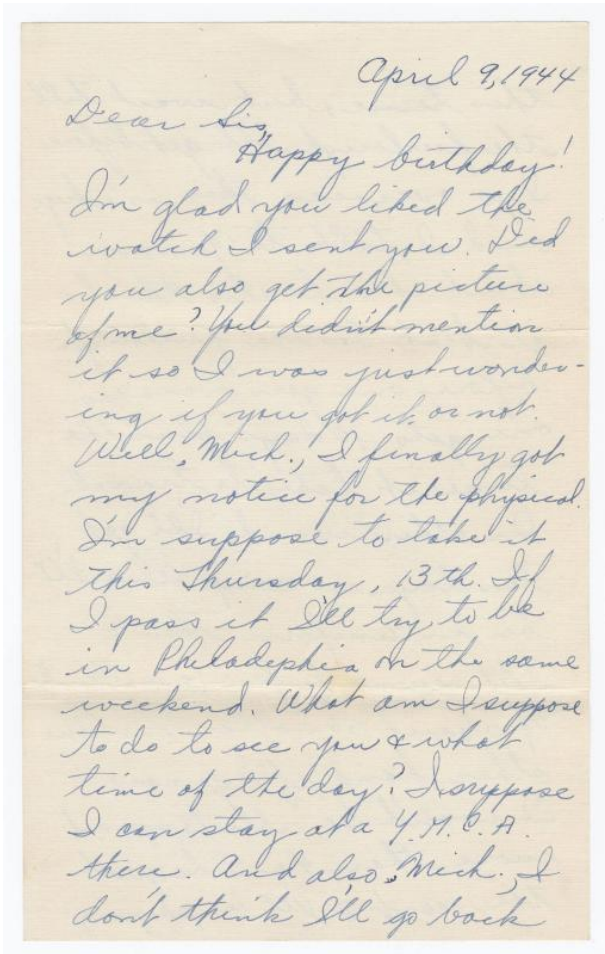 April 9, 1944
Dear Sis,
Happy birthday!
I'm glad you liked the
watch I sent you. Did
you also get the picture
of me? You didn't mention
it so I was just wonder-
ing if you got it or not.
Well, Mich., I finally got
my notice for the physical.
I'm suppose to take it
this Thursday, 13th. If
I pass it I'll try to be
in Philadephia on the same
weekend. What am I suppose
to do to see you & what
time of the day? I suppose
I can stay at a Y.M.C.A.
there. And also, Mich., I
don't think I'll go back